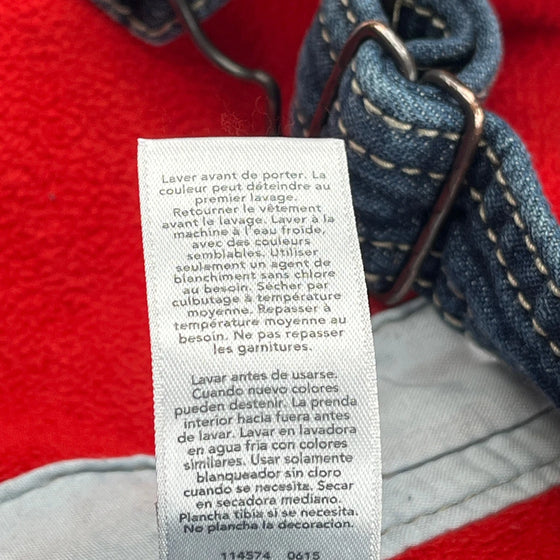 Laver avant de porter. La
couleur peut déteindre au
premier lavage.
Retourner le vêtement
avant le lavage. Laver à la
machine à l'eau froide,
avec des couleurs
semblables. Utiliser
seulement un agent de
blanchiment sans chlore
au besoin. Sécher par
culbutage à température
moyenne. Repasser à
température moyenne au
besoin. Ne pas repasser
les garnitures.
Lavar antes de usarse.
Cuando nuevo colores
pueden destenir. La prenda
interior hacia fuera antes
de lavar. Lavar en lavadora
en agua fria con colores
similares. Usar solamente
blanqueador sin cloro
cuando se necesita. Secar
en secadora mediano.
Plancha tibia si se necesita.
No plancha la decoracion.
114574 0615